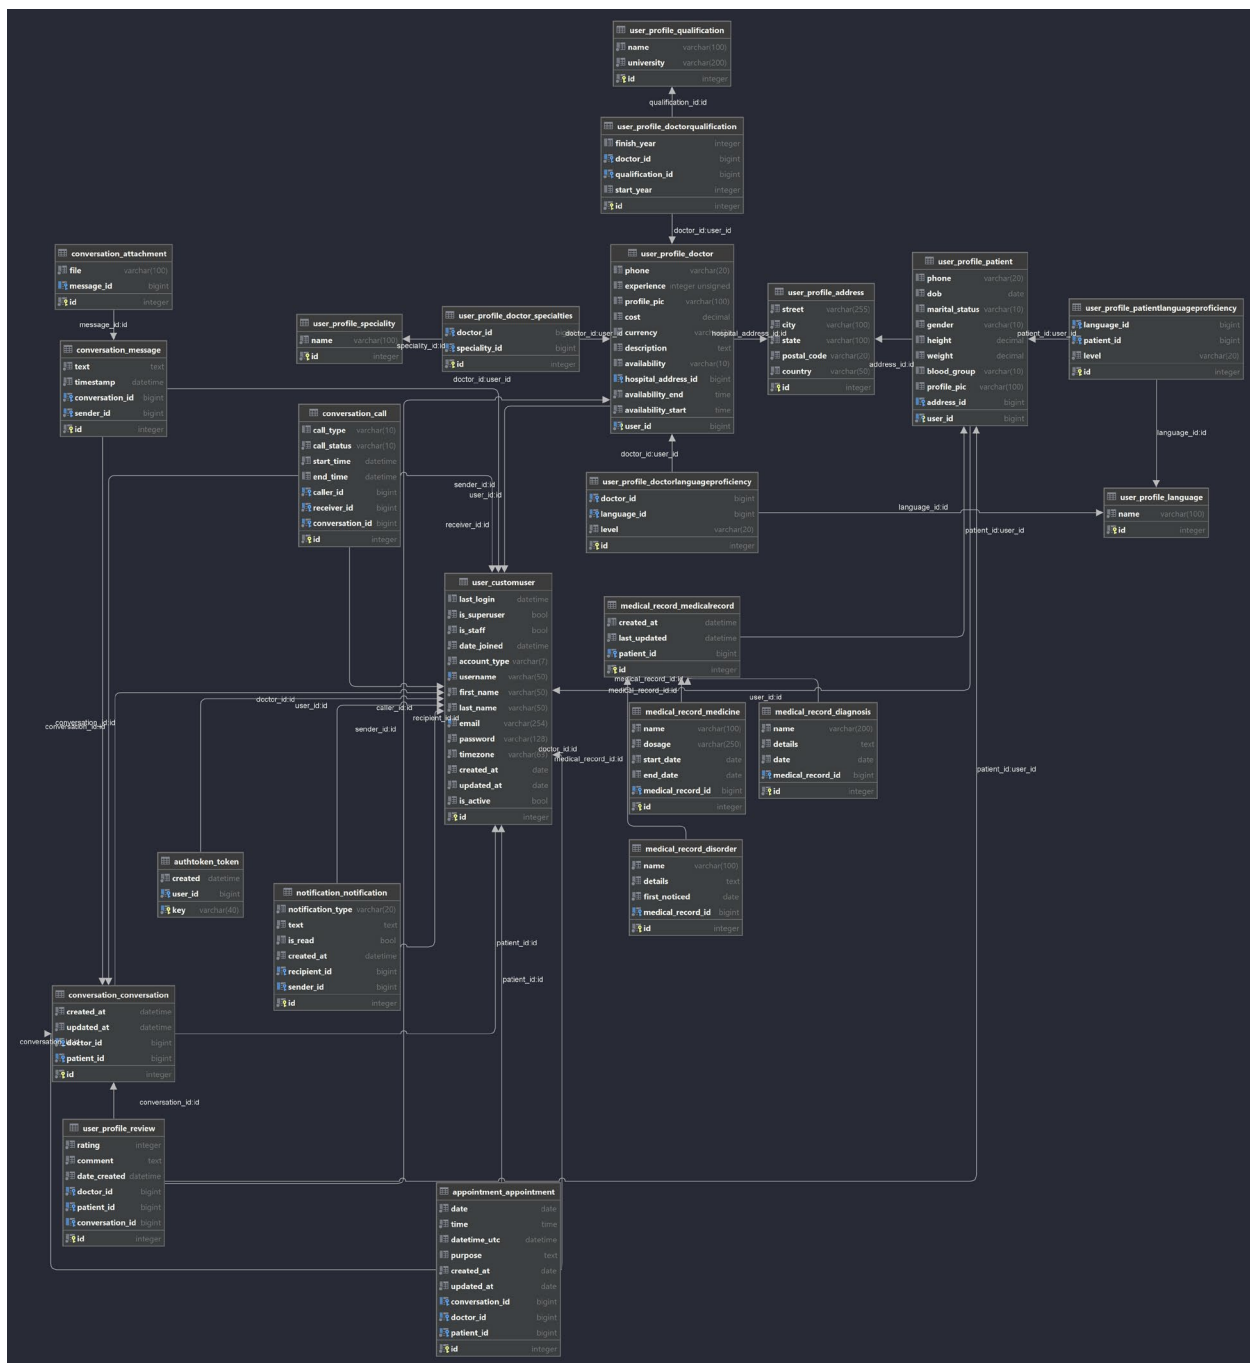 user_profile_qualification
name varchar(100)
university varchar(200)
id integer
qualification_id:id
user_profile_doctorqualification
finish_year integer
doctor_id bigint
qualification_id bigint
start_year integer
id integer
doctor_id:user_id
conversation_attachment
file varchar(100)
message_id bigint
id integer
message_id:id
conversation_message
text text
timestamp datetime
conversation_id bigint
sender_id bigint
id integer
user_profile_speciality
name varchar(100)
id integer
speciality_id:id
user_profile_doctor_specialties
doctor_id bigint
speciality_id bigint
id integer
doctor_id:user_id
doctor_id:user_id
user_profile_doctor
phone varchar(20)
experience integer unsigned
profile_pic varchar(100)
cost decimal
currency
description text
availability varchar(10)
hospital_address_id bigint
availability_end time
availability_start time
user_id bigint
hospital_address_id:id
user_profile_address
street varchar(255)
city varchar(100)
state varchar(100)
postal_code varchar(20)
country varchar(50)
id integer
address_id:id
user_profile_patient
phone varchar(20)
dob date
marital_status varchar(10)
gender varchar(10)
height decimal
weight decimal
blood_group varchar(10)
profile_pic varchar(100)
address_id bigint
user_id bigint
patient_id:user_id
user_profile_patientlanguageproficiency
language_id bigint
patient_id bigint
level varchar(20)
id integer
language_id:id
conversation_call
call_type varchar(10)
call_status varchar(10)
start_time datetime
end_time datetime
caller_id bigint
receiver_id bigint
conversation_id bigint
id integer
sender_id:id
user_id:id
receiver_id:id
doctor_id:user_id
user_profile_doctorlanguageproficiency
doctor_id bigint
language_id bigint
level varchar(20)
id integer
language_id:id
user_profile_language
name varchar(100)
id integer
patient_id:user_id
user_customuser
last_login datetime
is_superuser bool
is_staff bool
date_joined datetime
account_type varchar(7)
username varchar(50)
first_name varchar(50)
last_name varchar(50)
email varchar(254)
password varchar(128)
timezone varchar(63)
created_at date
updated_at date
is_active bool
id integer
medical_record_medicalrecord
created_at datetime
last_updated datetime
patient_id bigint
id integer
medical_record_id:id
medical_record_id:id
user_id:id
doctor_id:id
user_id:id
caller_id:id
recipient_id:id
sender_id:id
conversation_id:id
conversation_id:id
doctor_id:id
medical_record_id:id
medical_record_medicine
name varchar(100)
dosage varchar(250)
start_date date
end_date date
medical_record_id bigint
id integer
medical_record_diagnosis
name varchar(200)
details text
date date
medical_record_id bigint
id integer
patient_id:user_id
medical_record_disorder
name varchar(100)
details text
first_noticed date
medical_record_id bigint
id integer
authtoken_token
created datetime
user_id bigint
key varchar(40)
notification_notification
notification_type varchar(20)
text text
is_read bool
created_at datetime
recipient_id bigint
sender_id bigint
id integer
patient_id:id
patient_id:id
conversation_conversation
created_at datetime
updated_at datetime
doctor_id bigint
patient_id bigint
id integer
conversation_id:id
conversation_id:id
user_profile_review
rating integer
comment text
date_created datetime
doctor_id bigint
patient_id bigint
conversation_id bigint
id integer
appointment_appointment
date date
time time
datetime_utc datetime
purpose text
created_at date
updated_at date
conversation_id bigint
doctor_id bigint
patient_id bigint
id integer